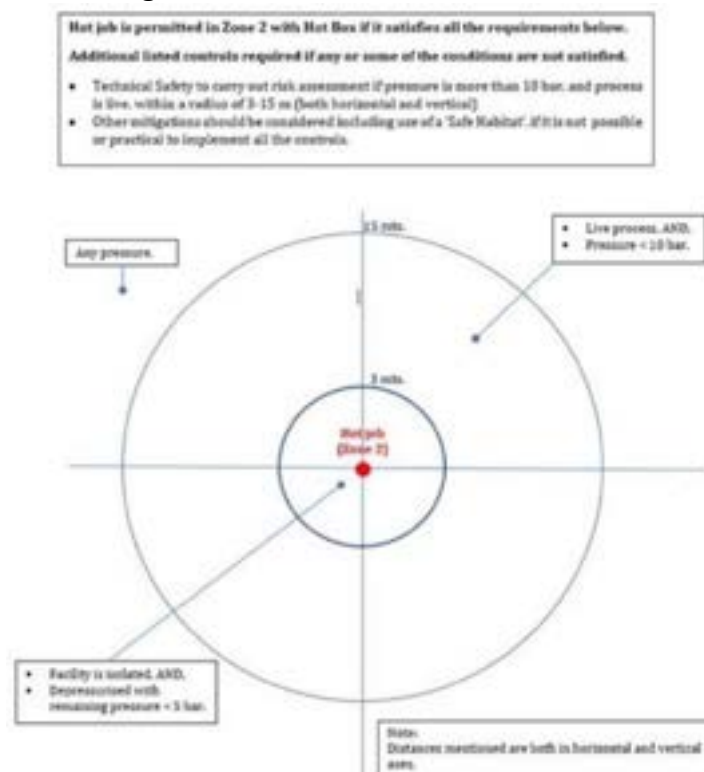 Hot job is permitted in Zone 2 with Hot Box if it satisfies all the requirements below.
Additional listed controls required if any or some of the conditions are not satisfied.
• Technical Safety to carry out risk assessment if pressure is more than 10 bar, and process
is live, within a radius of 3-15 m (both horizontal and vertical)
• Other mitigations should be considered including use of a 'Safe Habitat', if it is not possible
or practical to implement all the controls.
15 mts.
Any pressure.
• Live process, AND,
• Pressure < 10 bar.
3 mts.
Hot job
(Zone 2)
• Facility is isolated, AND,
• Depressurised with
remaining pressure < 5 bar.
Note:
Distances mentioned are both in horizontal and vertical
axes.